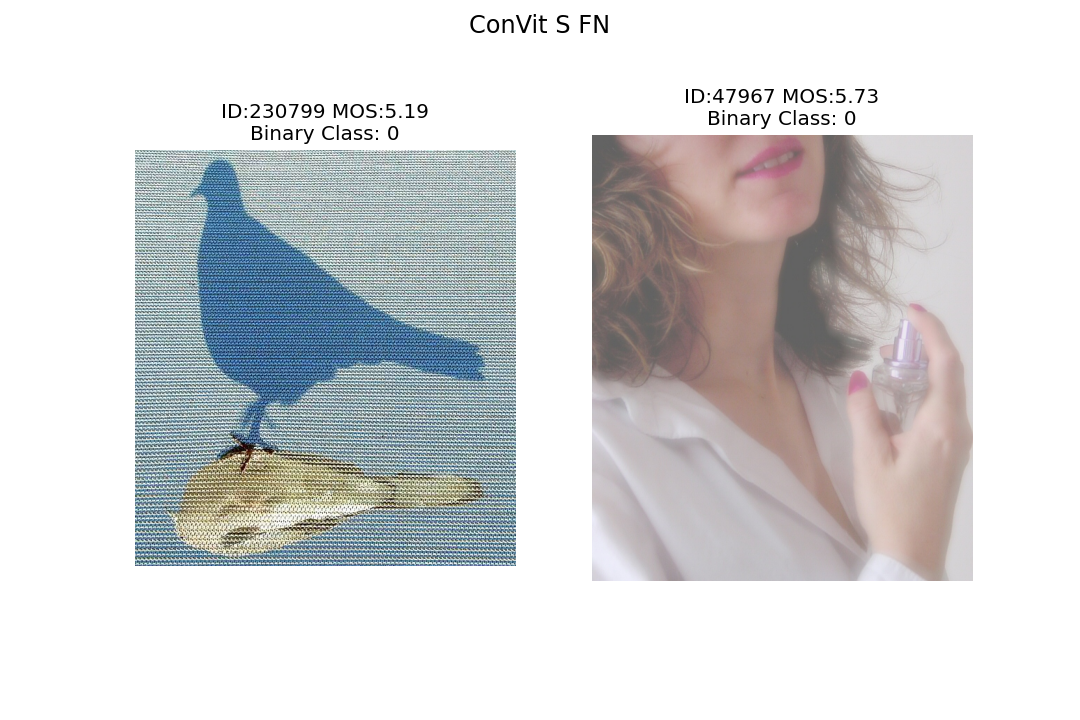 ConVit S FN
ID:230799 MOS:5.19
Binary Class: 0
ID:47967 MOS:5.73
Binary Class: 0